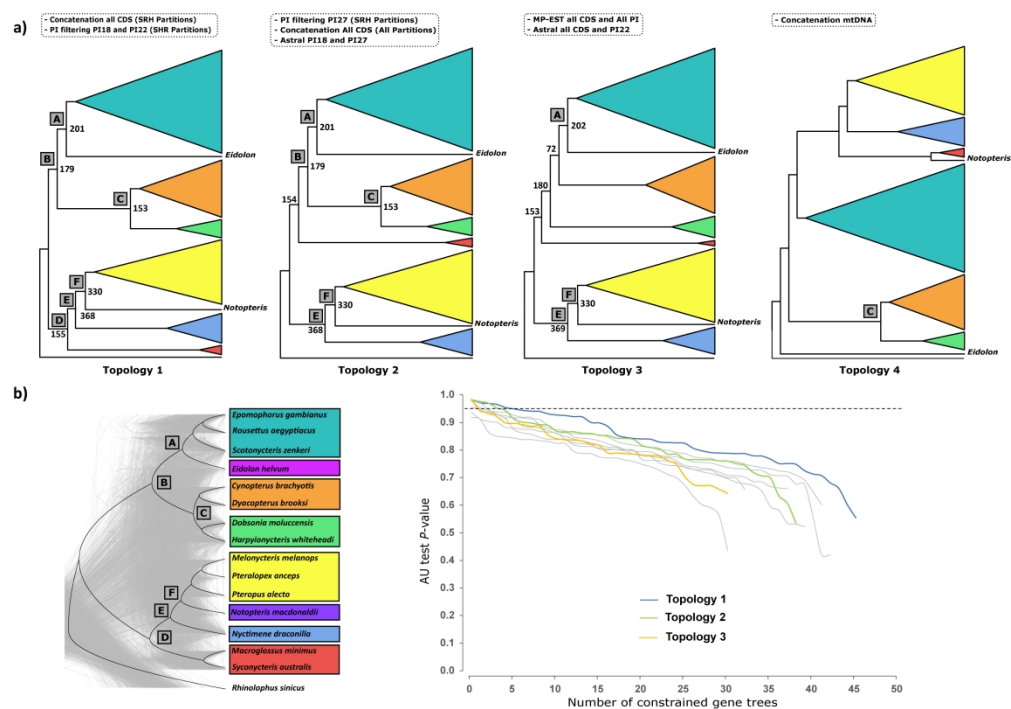 a)
- Concatenation all CDS (SRH Partitions)
- PI filtering PI18 and PI22 (SHR Partitions)
- PI filtering PI27 (SRH Partitions)
- Concatenation All CDS (All Partitions)
- Astral PI18 and PI27
- MP-EST all CDS and All PI
- Astral all CDS and PI22
- Concatenation mtDNA
A
201
Eidolon
B
179
C
153
F
330
E
Notopteris
368
D
155
Topology 1
A
201
Eidolon
B
179
C
154
153
F
330
Notopteris
E
368
Topology 2
A
202
Eidolon
72
180
153
F
330
Notopteris
E
369
Topology 3
Notopteris
C
Eidolon
Topology 4
b)
Epomophorus gambianus
Rousettus aegyptiacus
A
Scotonycteris zenkeri
Eidolon helvum
B
Cynopterus brachyotis
Dyacopterus brooksi
C
Dobsonia moluccensis
Harpyionycteris whiteheadi
Melonycteris melanops
Pteralopex anceps
F
Pteropus alecto
E
Notopteris macdonaldii
D
Nyctimene draconilla
Macroglossus minimus
Syconycteris australis
Rhinolophus sinicus
AU test P-value
1.0
0.9
0.8
0.7
0.6
0.5
0.4
0.3
0.2
0.1
0.0
Topology 1
Topology 2
Topology 3
0 5 10 15 20 25 30 35 40 45 50
Number of constrained gene trees